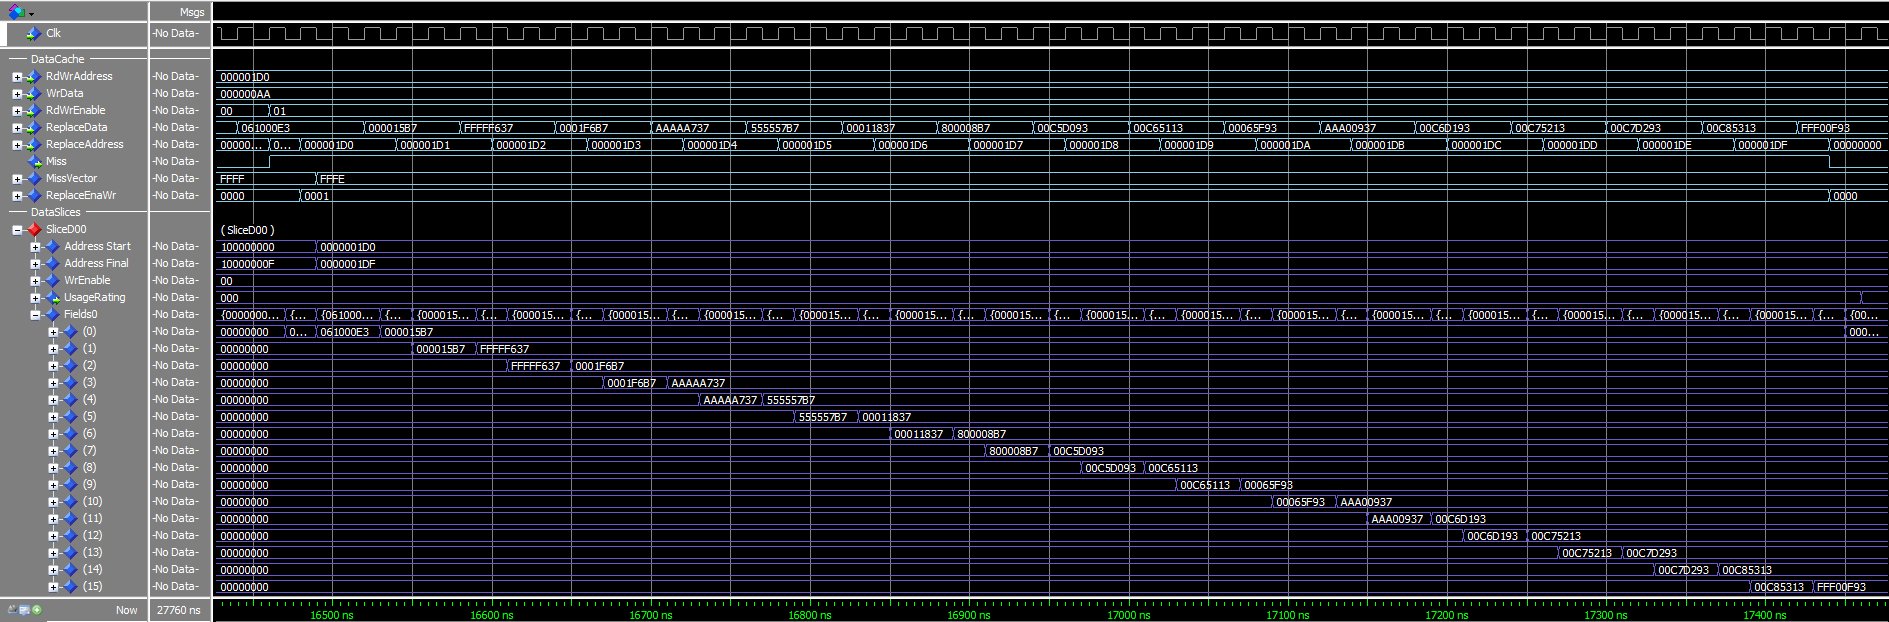 Msgs
Clk -No Data-
DataCache
RdWrAddress -No Data- 000001D0
WrData -No Data- 000000AA
RdWrEnable -No Data- 00 01
ReplaceData -No Data- 061000E3 000015B7 FFFFF637 0001F6B7 AAAAA737 555557B7 00011837 800008B7 00C5D093 00C65113 00065F93 AAA00937 00C6D193 00C75213 00C7D293 00C85313 FFF00F93
ReplaceAddress -No Data- 00000... 0... 000001D0 000001D1 000001D2 000001D3 000001D4 000001D5 000001D6 000001D7 000001D8 000001D9 000001DA 000001DB 000001DC 000001DD 000001DE 000001DF 00000000
Miss -No Data-
MissVector -No Data- FFFF FFFE
ReplaceEnaWr -No Data- 0000 0001 0000
DataSlices
SliceD00 ( SliceD00 )
Address Start -No Data- 100000000 0000001D0
Address Final -No Data- 10000000F 0000001DF
WrEnable -No Data- 00
UsageRating -No Data- 000
Fields0 -No Data- {0000000... {... {061000... {... {000015... {... {000015... {... {000015... {... {000015... {... {000015... {... {000015... {... {000015... {... {000015... {... {000015... {... {000015... {... {000015... {... {000015... {... {000015... {... {000015... {... {000015... {... {00...
(0) -No Data- 00000000 0... 061000E3 000015B7 000...
(1) -No Data- 00000000 000015B7 FFFFF637
(2) -No Data- 00000000 FFFFF637 0001F6B7
(3) -No Data- 00000000 0001F6B7 AAAAA737
(4) -No Data- 00000000 AAAAA737 555557B7
(5) -No Data- 00000000 555557B7 00011837
(6) -No Data- 00000000 00011837 800008B7
(7) -No Data- 00000000 800008B7 00C5D093
(8) -No Data- 00000000 00C5D093 00C65113
(9) -No Data- 00000000 00C65113 00065F93
(10) -No Data- 00000000 00065F93 AAA00937
(11) -No Data- 00000000 AAA00937 00C6D193
(12) -No Data- 00000000 00C6D193 00C75213
(13) -No Data- 00000000 00C75213 00C7D293
(14) -No Data- 00000000 00C7D293 00C85313
(15) -No Data- 00000000 00C85313 FFF00F93
Now 27760 ns 16500 ns 16600 ns 16700 ns 16800 ns 16900 ns 17000 ns 17100 ns 17200 ns 17300 ns 17400 ns